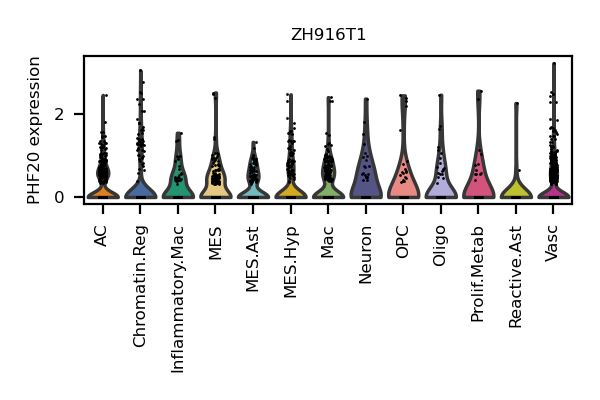 ZH916T1
PHF20 expression
2
0
AC
Chromatin.Reg
Inflammatory.Mac
MES
MES.Ast
MES.Hyp
Mac
Neuron
OPC
Oligo
Prolif.Metab
Reactive.Ast
Vasc